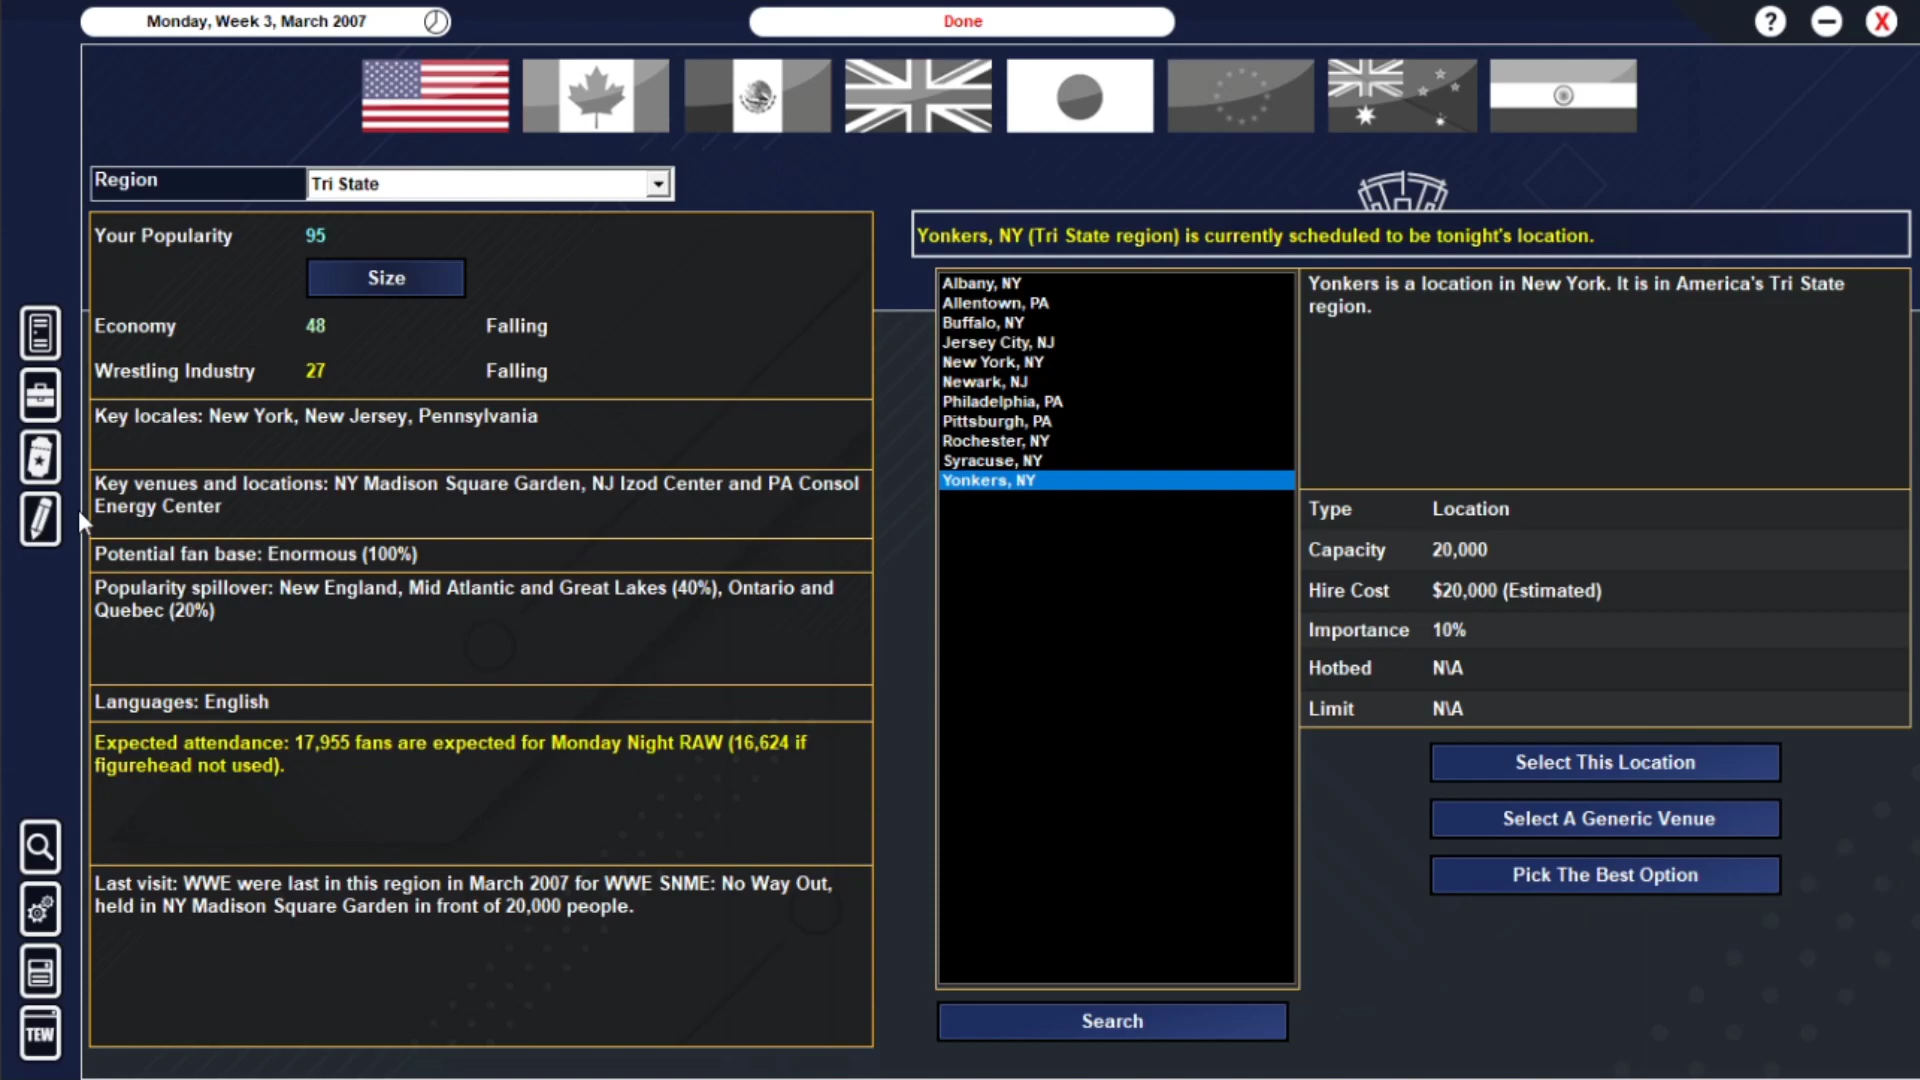 Monday, Week 3, March 2007
Done
?
X
Region
Tri State
Your Popularity 95
Size
Economy 48 Falling
Wrestling Industry 27 Falling
Key locales: New York, New Jersey, Pennsylvania
Key venues and locations: NY Madison Square Garden, NJ Izod Center and PA Consol
Energy Center
Potential fan base: Enormous (100%)
Popularity spillover: New England, Mid Atlantic and Great Lakes (40%), Ontario and
Quebec (20%)
Languages: English
Expected attendance: 17,955 fans are expected for Monday Night RAW (16,624 if
figurehead not used).
Last visit: WWE were last in this region in March 2007 for WWE SNME: No Way Out,
held in NY Madison Square Garden in front of 20,000 people.
TEW
Yonkers, NY (Tri State region) is currently scheduled to be tonight's location.
Albany, NY
Allentown, PA
Buffalo, NY
Jersey City, NJ
New York, NY
Newark, NJ
Philadelphia, PA
Pittsburgh, PA
Rochester, NY
Syracuse, NY
Yonkers, NY
Search
Yonkers is a location in New York. It is in America's Tri State
region.
Type Location
Capacity 20,000
Hire Cost $20,000 (Estimated)
Importance 10%
Hotbed N\A
Limit N\A
Select This Location
Select A Generic Venue
Pick The Best Option